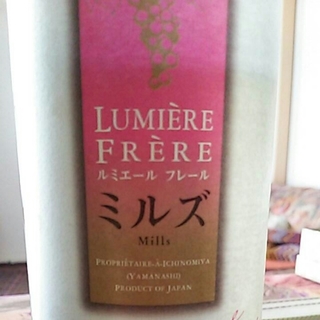 LUMIÈRE
FRÈRE
ルミエール フレール
ミルズ
Mills
PROPRIÉTAIRE-À-ICHINOMIYA
(YAMANASHI)
PRODUCT OF JAPAN